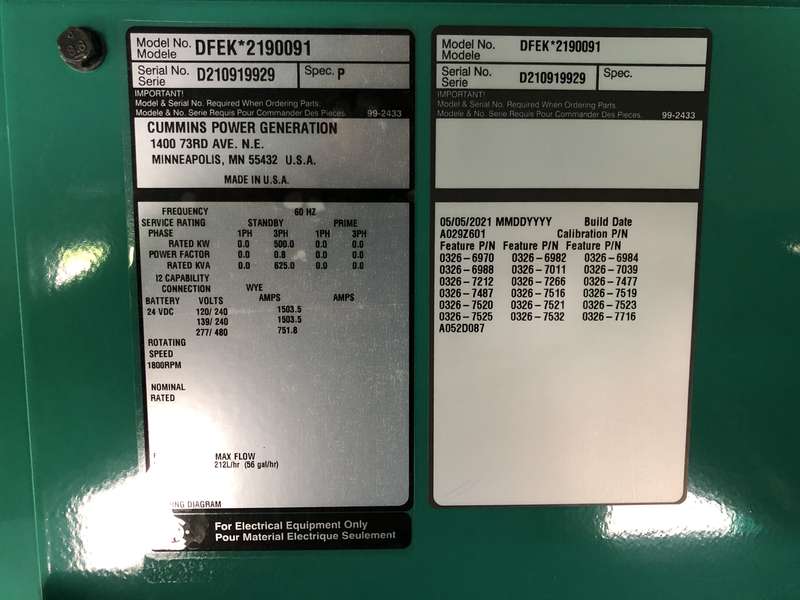 Model No. DFEK*2190091
Modele
Serial No. D210919929 Spec. P
Serie
IMPORTANT!
Model & Serial No. Required When Ordering Parts.
Modele & No. Serie Requis Pour Commander Des Pieces. 99-2433
CUMMINS POWER GENERATION
1400 73RD AVE. N.E.
MINNEAPOLIS, MN 55432 U.S.A.
MADE IN U.S.A.
FREQUENCY 60 HZ
SERVICE RATING STANDBY PRIME
PHASE 1PH 3PH 1PH 3PH
RATED KW 0.0 500.0 0.0 0.0
POWER FACTOR 0.0 0.8 0.0 0.0
RATED KVA 0.0 625.0 0.0 0.0
I2 CAPABILITY
CONNECTION WYE
BATTERY VOLTS AMPS AMPS
24 VDC 120/ 240 1503.5
139/ 240 1503.5
277/ 480 751.8
ROTATING
SPEED
1800RPM
NOMINAL
RATED
MAX FLOW
212L/hr (56 gal/hr)
DIAGRAM
For Electrical Equipment Only
Pour Material Electrique Seulement
Model No. DFEK*2190091
Modele
Serial No. D210919929 Spec.
Serie
IMPORTANT!
Model & Serial No. Required When Ordering Parts.
Modele & No. Serie Requis Pour Commander Des Pieces. 99-2433
05/05/2021 MMDDYYYY Build Date
A029Z601 Calibration P/N
Feature P/N Feature P/N Feature P/N
0326-6970 0326-6982 0326-6984
0326-6988 0326-7011 0326-7039
0326-7212 0326-7266 0326-7477
0326-7487 0326-7516 0326-7519
0326-7520 0326-7521 0326-7523
0326-7525 0326-7532 0326-7716
A052D087